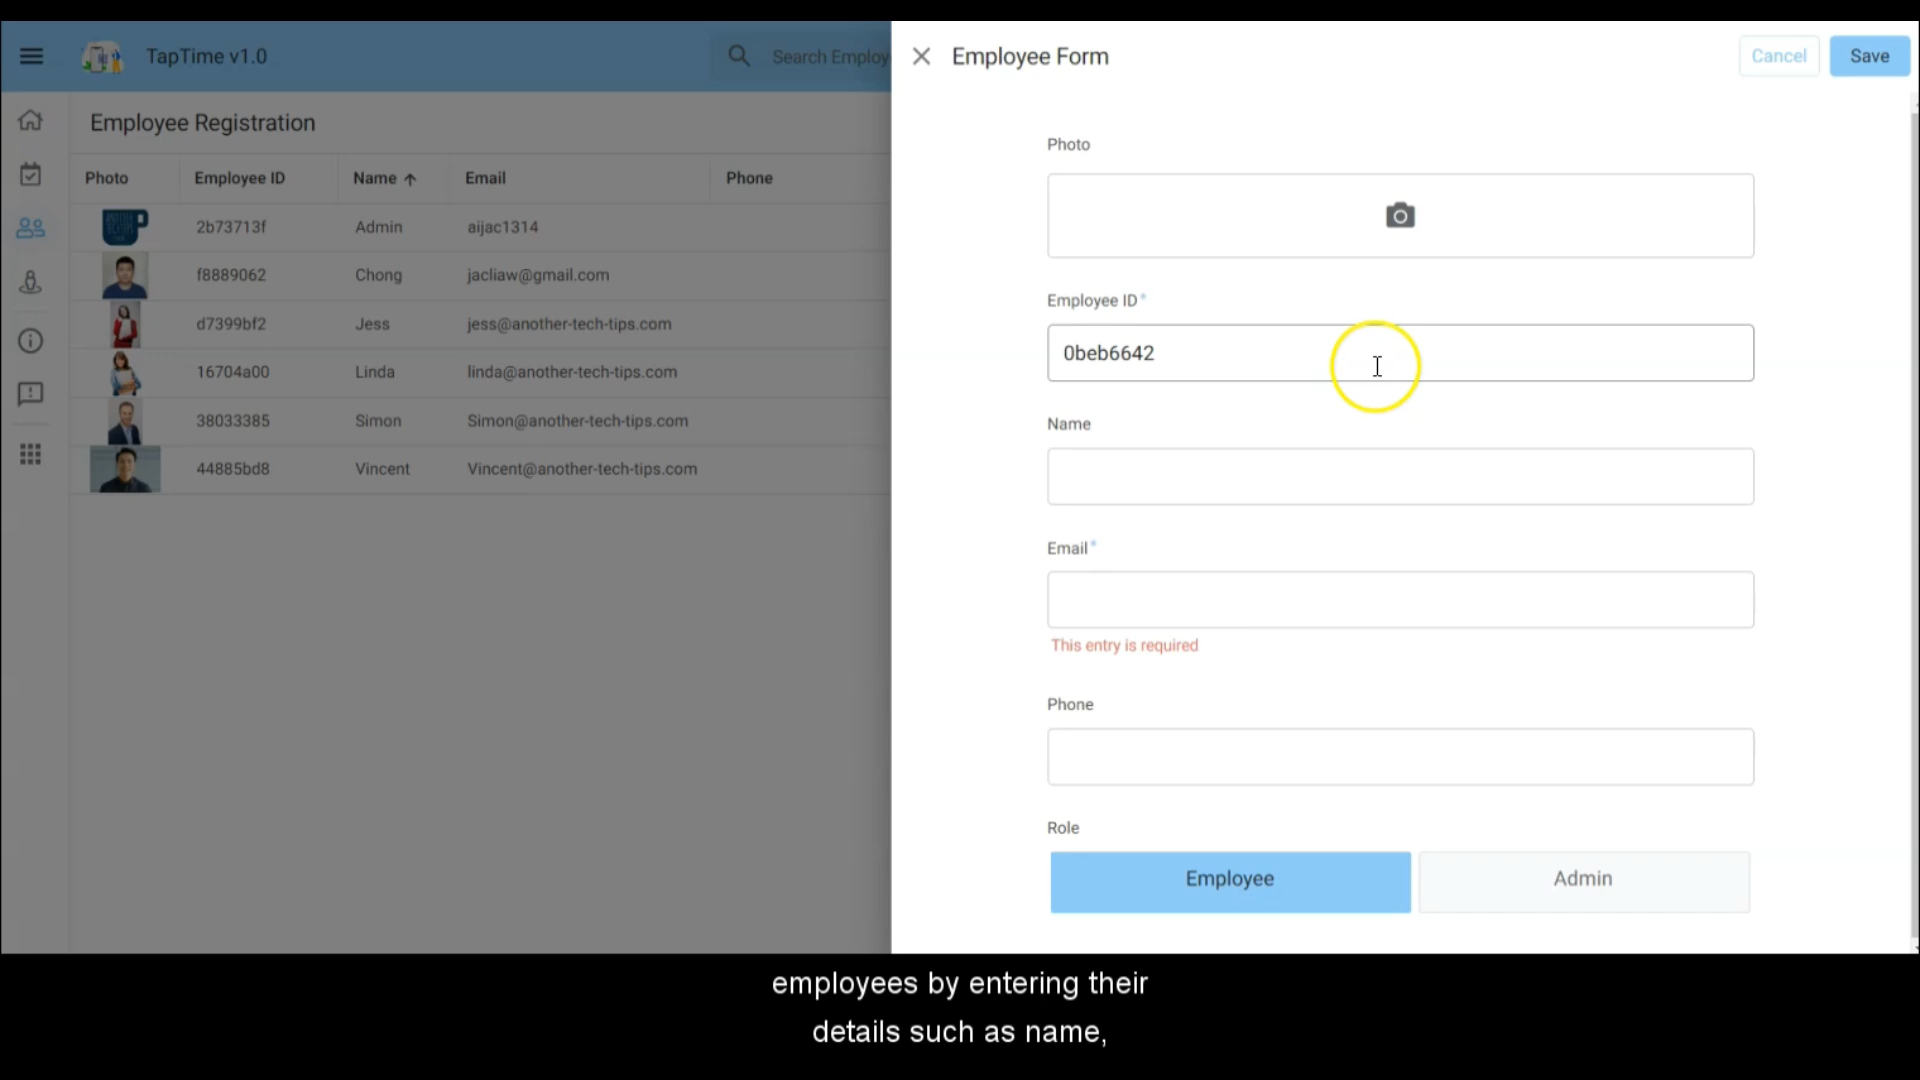 TapTime v1.0
Search Employ
Employee Registration
Photo Employee ID Name Email Phone
2b73713f Admin aijac1314
f8889062 Chong jacliaw@gmail.com
d7399bf2 Jess jess@another-tech-tips.com
16704a00 Linda linda@another-tech-tips.com
38033385 Simon Simon@another-tech-tips.com
44885bd8 Vincent Vincent@another-tech-tips.com
Employee Form
Cancel
Save
Photo
Employee ID*
0beb6642
Name
Email*
This entry is required
Phone
Role
Employee Admin
employees by entering their
details such as name,